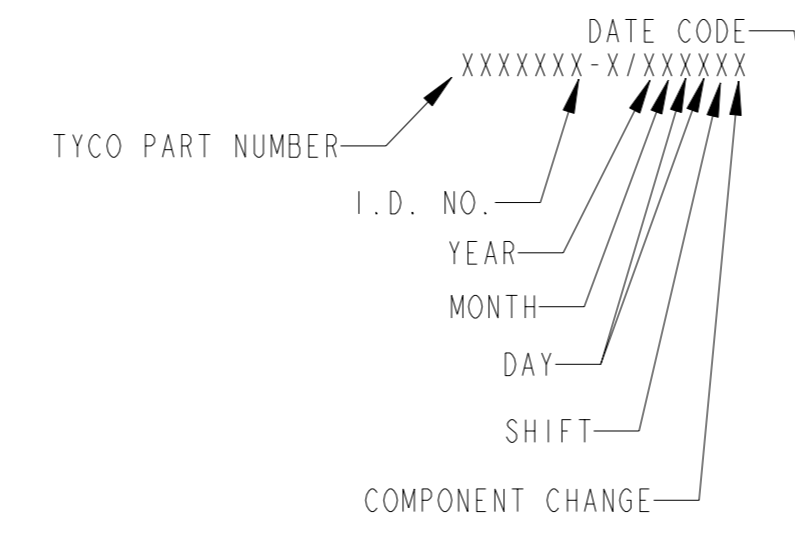 DATE CODE
XXXXXXX-X/XXXXXX
TYCO PART NUMBER
I.D. NO.
YEAR
MONTH
DAY
SHIFT
COMPONENT CHANGE